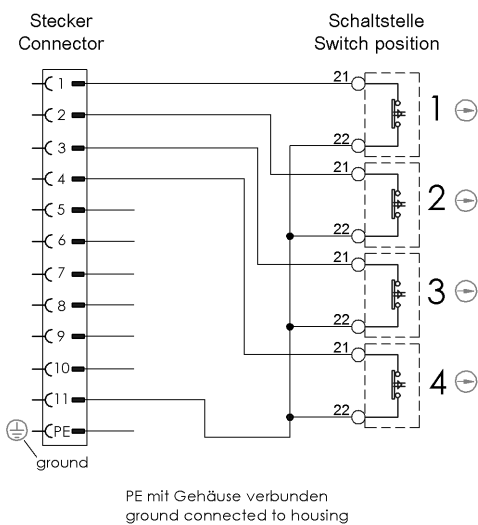 Stecker
Connector
Schaltstelle
Switch position
1
2
3
4
5
6
7
8
9
10
11
PE
ground
21
22
1
21
22
2
21
22
3
21
22
4
PE mit Gehäuse verbunden
ground connected to housing